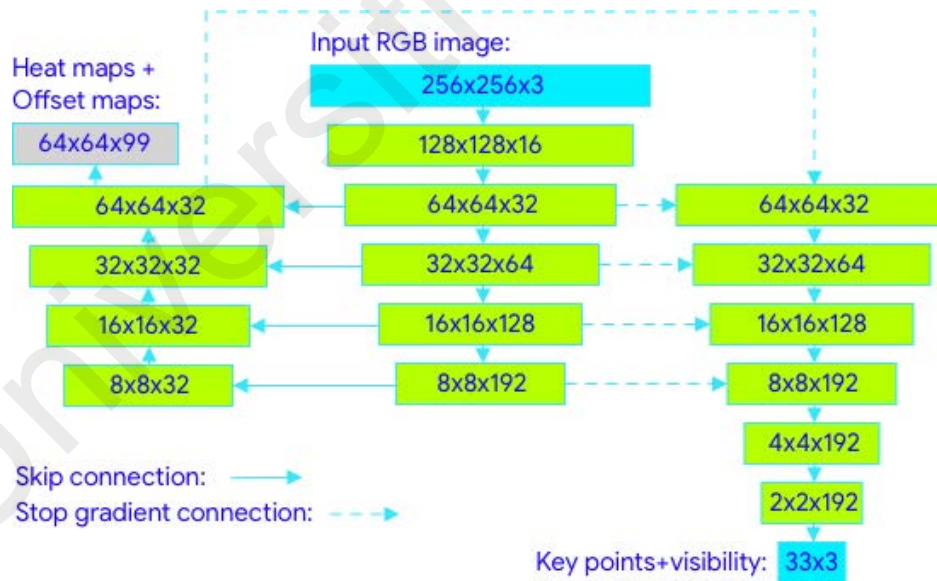 Input RGB image:
Heat maps +
Offset maps:
256x256x3
64x64x99
128x128x16
64x64x32
64x64x32
64x64x32
32x32x32
32x32x64
32x32x64
16x16x32
16x16x128
16x16x128
8x8x32
8x8x192
8x8x192
4x4x192
Skip connection:
Stop gradient connection:
2x2x192
Key points+visibility:
33x3